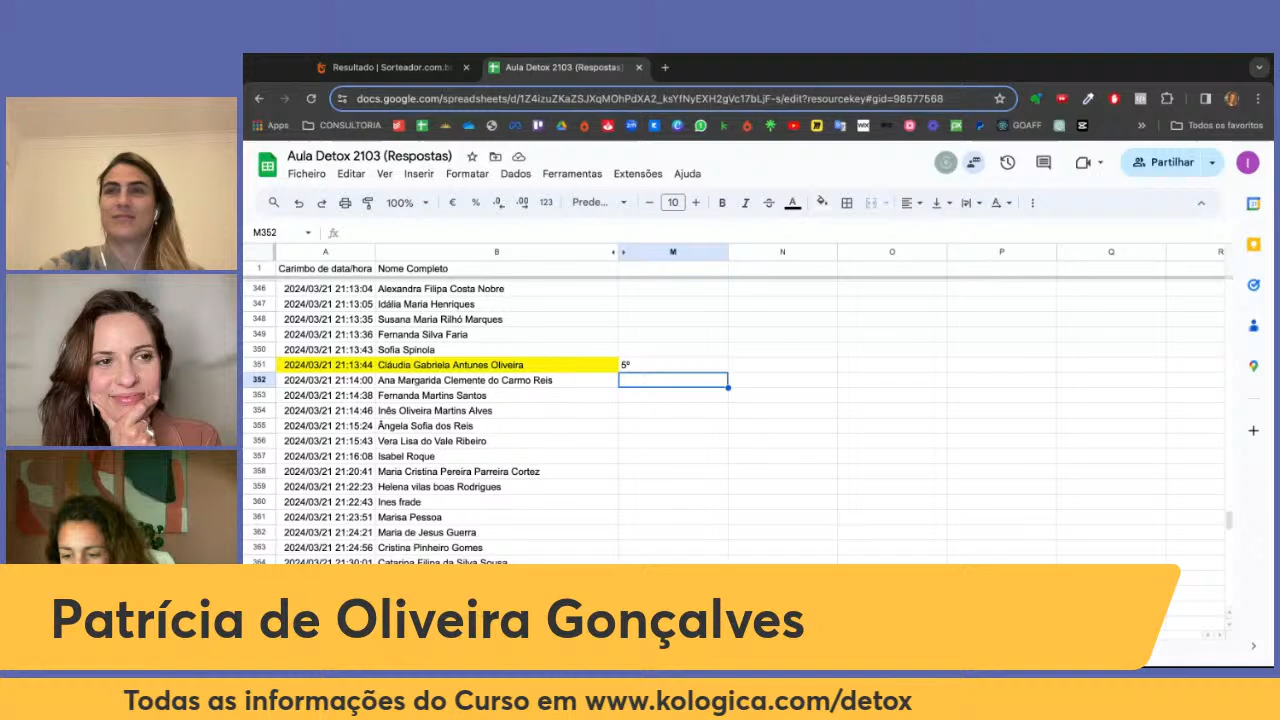 Resultado | Sorteador.com.b
Aula Detox 2103 (Respostas)
docs.google.com/spreadsheets/d/1Z4izuZKaZSJXqMOhPdXA2_ksYfNyEXH2gVc17bLjF-s/edit?resourcekey#gid=98577568
Apps CONSULTORIA GOAFF » Todos os favoritos
Aula Detox 2103 (Respostas)
Ficheiro Editar Ver Inserir Formatar Dados Ferramentas Extensões Ajuda
Partilhar I
100% € % .0 .00 123 Prede... − 10 + B I A
M352 fx
A B M N O P Q R
1 Carimbo de data/hora Nome Completo
346 2024/03/21 21:13:04 Alexandra Filipa Costa Nobre
347 2024/03/21 21:13:05 Idália Maria Henriques
348 2024/03/21 21:13:35 Susana Maria Rilhó Marques
349 2024/03/21 21:13:36 Fernanda Silva Faria
350 2024/03/21 21:13:43 Sofia Spinola
351 2024/03/21 21:13:44 Cláudia Gabriela Antunes Oliveira 5º
352 2024/03/21 21:14:00 Ana Margarida Clemente do Carmo Reis
353 2024/03/21 21:14:38 Fernanda Martins Santos
354 2024/03/21 21:14:46 Inês Oliveira Martins Alves
355 2024/03/21 21:15:24 Ângela Sofia dos Reis
356 2024/03/21 21:15:43 Vera Lisa do Vale Ribeiro
357 2024/03/21 21:16:08 Isabel Roque
358 2024/03/21 21:20:41 Maria Cristina Pereira Parreira Cortez
359 2024/03/21 21:22:23 Helena vilas boas Rodrigues
360 2024/03/21 21:22:43 Ines frade
361 2024/03/21 21:23:51 Marisa Pessoa
362 2024/03/21 21:24:21 Maria de Jesus Guerra
363 2024/03/21 21:24:56 Cristina Pinheiro Gomes
364 2024/03/21 21:30:01 Catarina Filipa da Silva Sousa
Patrícia de Oliveira Gonçalves
Todas as informações do Curso em www.kologica.com/detox